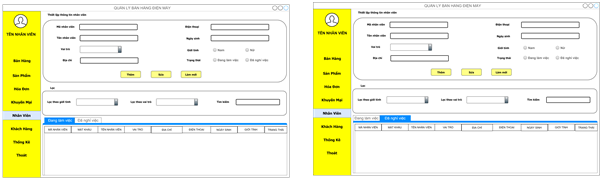 QUẢN LÝ BÁN HÀNG ĐIỆN MÁY
Thiết lập thông tin nhân viên
TÊN NHÂN VIÊN
Mã nhân viên
Điện thoại
Tên nhân viên
Ngày sinh
Vai trò
Giới tính
Nam
Nữ
Địa chỉ
Trạng thái
Đang làm việc
Đã nghỉ việc
Thêm
Sửa
Làm mới
Bán Hàng
Sản Phẩm
Hóa Đơn
Khuyến Mại
Nhân Viên
Khách Hàng
Thống Kê
Thoát
Lọc
Lọc theo giới tính
Lọc theo vai trò
Tìm kiếm
Đang làm việc
Đã nghỉ việc
MÃ NHÂN VIÊN
MẬT KHẨU
TÊN NHÂN VIÊN
VAI TRÒ
ĐỊA CHỈ
ĐIỆN THOẠI
NGÀY SINH
GIỚI TÍNH
TRẠNG THÁI
QUẢN LÝ BÁN HÀNG ĐIỆN MÁY
Thiết lập thông tin nhân viên
TÊN NHÂN VIÊN
Mã nhân viên
Điện thoại
Tên nhân viên
Ngày sinh
Vai trò
Giới tính
Nam
Nữ
Địa chỉ
Trạng thái
Đang làm việc
Đã nghỉ việc
Thêm
Sửa
Làm mới
Bán Hàng
Sản Phẩm
Hóa Đơn
Khuyến Mại
Nhân Viên
Khách Hàng
Thống Kê
Thoát
Lọc
Lọc theo giới tính
Lọc theo vai trò
Tìm kiếm
Đang làm việc
Đã nghỉ việc
MÃ NHÂN VIÊN
MẬT KHẨU
TÊN NHÂN VIÊN
VAI TRÒ
ĐỊA CHỈ
ĐIỆN THOẠI
NGÀY SINH
GIỚI TÍNH
TRẠNG THÁI